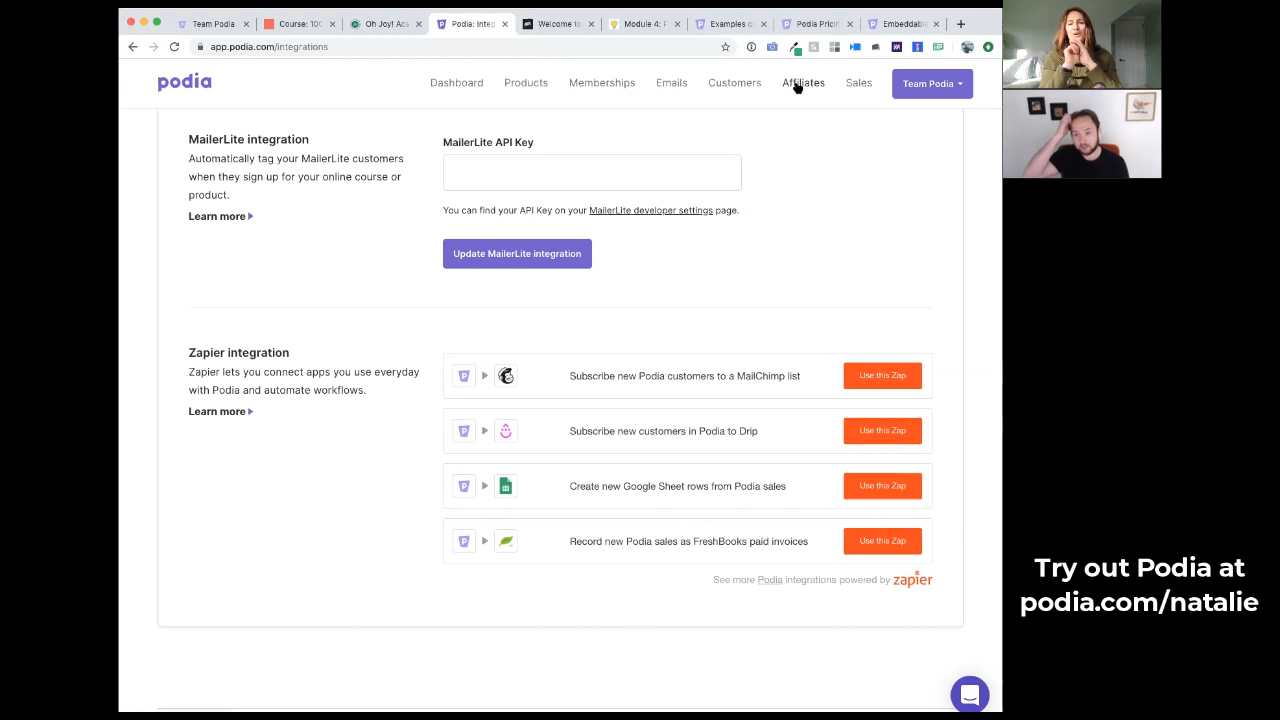 Team Podia
Course: 100
Oh Joy! Aca
Podia: Integ
Welcome to
Module 4: F
Examples of
Podia Pricin
Embeddable
app.podia.com/integrations
podia
Dashboard
Products
Memberships
Emails
Customers
Affiliates
Sales
Team Podia
MailerLite integration
Automatically tag your MailerLite customers
when they sign up for your online course or
product.
Learn more
MailerLite API Key
You can find your API Key on your MailerLite developer settings page.
Update MailerLite integration
Zapier integration
Zapier lets you connect apps you use everyday
with Podia and automate workflows.
Learn more
Subscribe new Podia customers to a MailChimp list
Use this Zap
Subscribe new customers in Podia to Drip
Use this Zap
Create new Google Sheet rows from Podia sales
Use this Zap
Record new Podia sales as FreshBooks paid invoices
Use this Zap
See more Podia integrations powered by zapier
Try out Podia at
podia.com/natalie